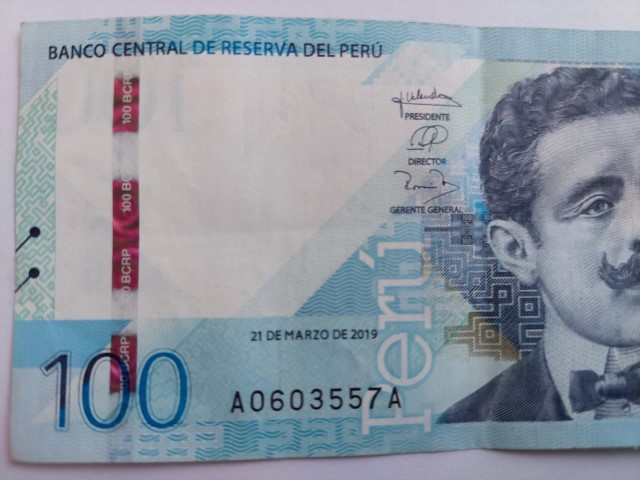 BANCO CENTRAL DE RESERVA DEL PERÚ
100 BCRP
100 BCRP
100 BC
100 BCRP
PRESIDENTE
DIRECTOR
GERENTE GENERAL
21 DE MARZO DE 2019
Perú
A0603557A
100